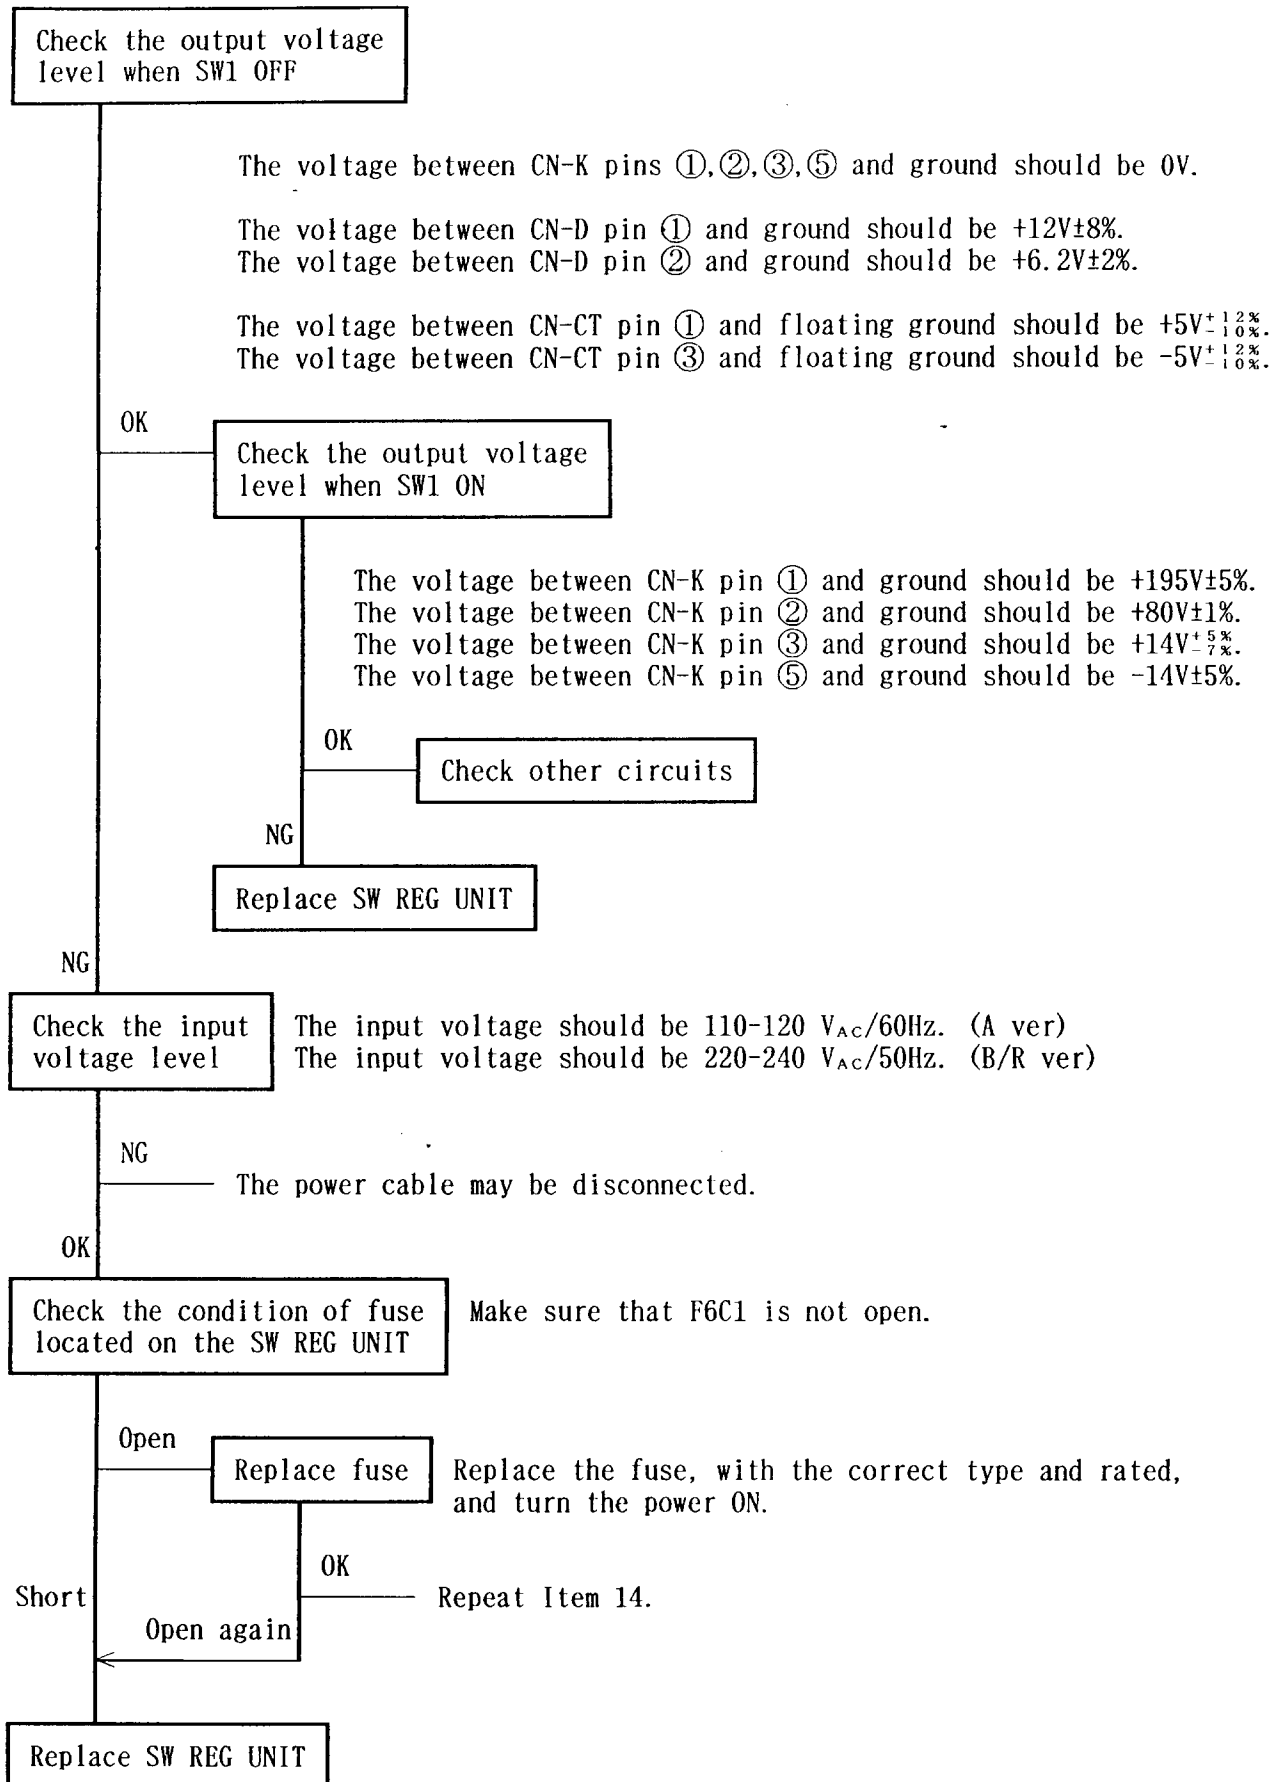 Check the output voltage
level when SW1 OFF
The voltage between CN-K pins ①,②,③,⑤ and ground should be 0V.
The voltage between CN-D pin ① and ground should be +12V±8%.
The voltage between CN-D pin ② and ground should be +6.2V±2%.
The voltage between CN-CT pin ① and floating ground should be +5V+12%-10%.
The voltage between CN-CT pin ③ and floating ground should be -5V+12%-10%.
OK
Check the output voltage
level when SW1 ON
The voltage between CN-K pin ① and ground should be +195V±5%.
The voltage between CN-K pin ② and ground should be +80V±1%.
The voltage between CN-K pin ③ and ground should be +14V+5%-7%.
The voltage between CN-K pin ⑤ and ground should be -14V±5%.
OK
Check other circuits
NG
Replace SW REG UNIT
NG
Check the input
voltage level
The input voltage should be 110-120 VAC/60Hz. (A ver)
The input voltage should be 220-240 VAC/50Hz. (B/R ver)
NG
The power cable may be disconnected.
OK
Check the condition of fuse
located on the SW REG UNIT
Make sure that F6C1 is not open.
Open
Replace fuse
Replace the fuse, with the correct type and rated,
and turn the power ON.
OK
Short
Repeat Item 14.
Open again
Replace SW REG UNIT